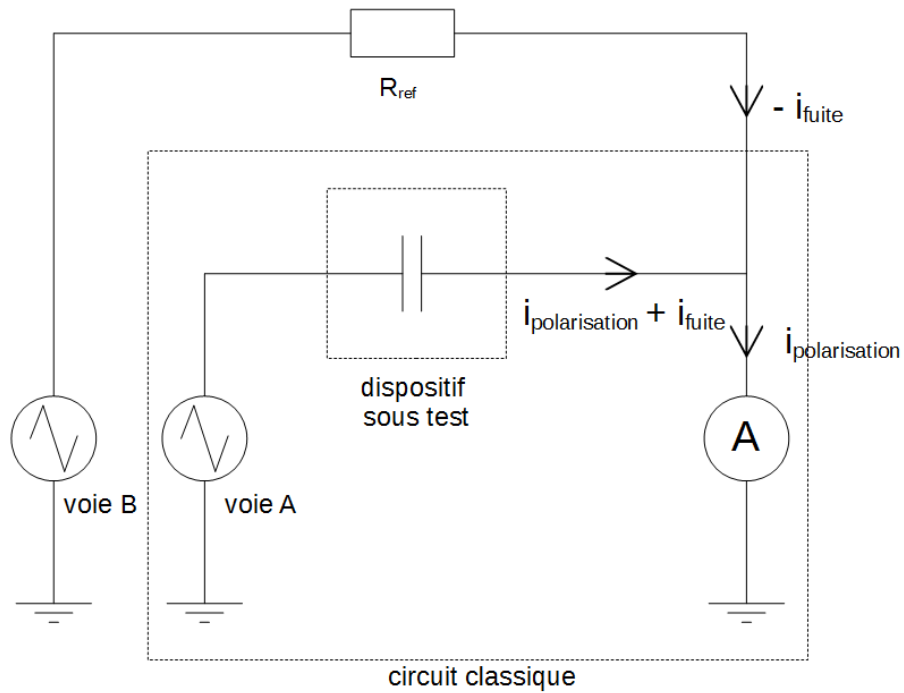 Rref
- ifuite
ipolarisation + ifuite
ipolarisation
dispositif
sous test
A
voie B
voie A
circuit classique